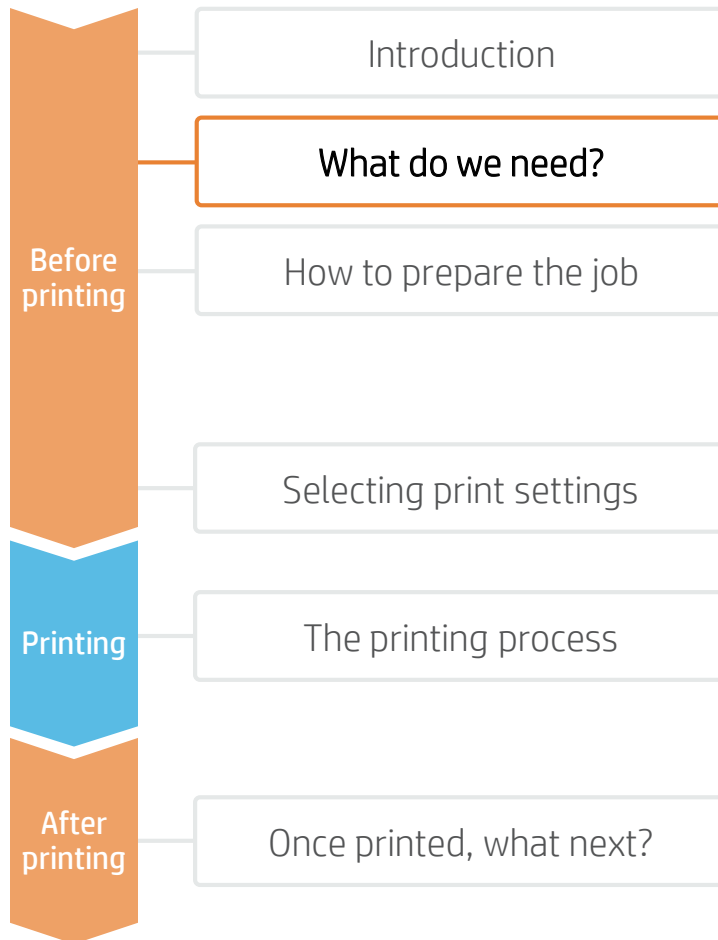 Introduction
What do we need?
Before
printing
How to prepare the job
Selecting print settings
Printing
The printing process
After
printing
Once printed, what next?